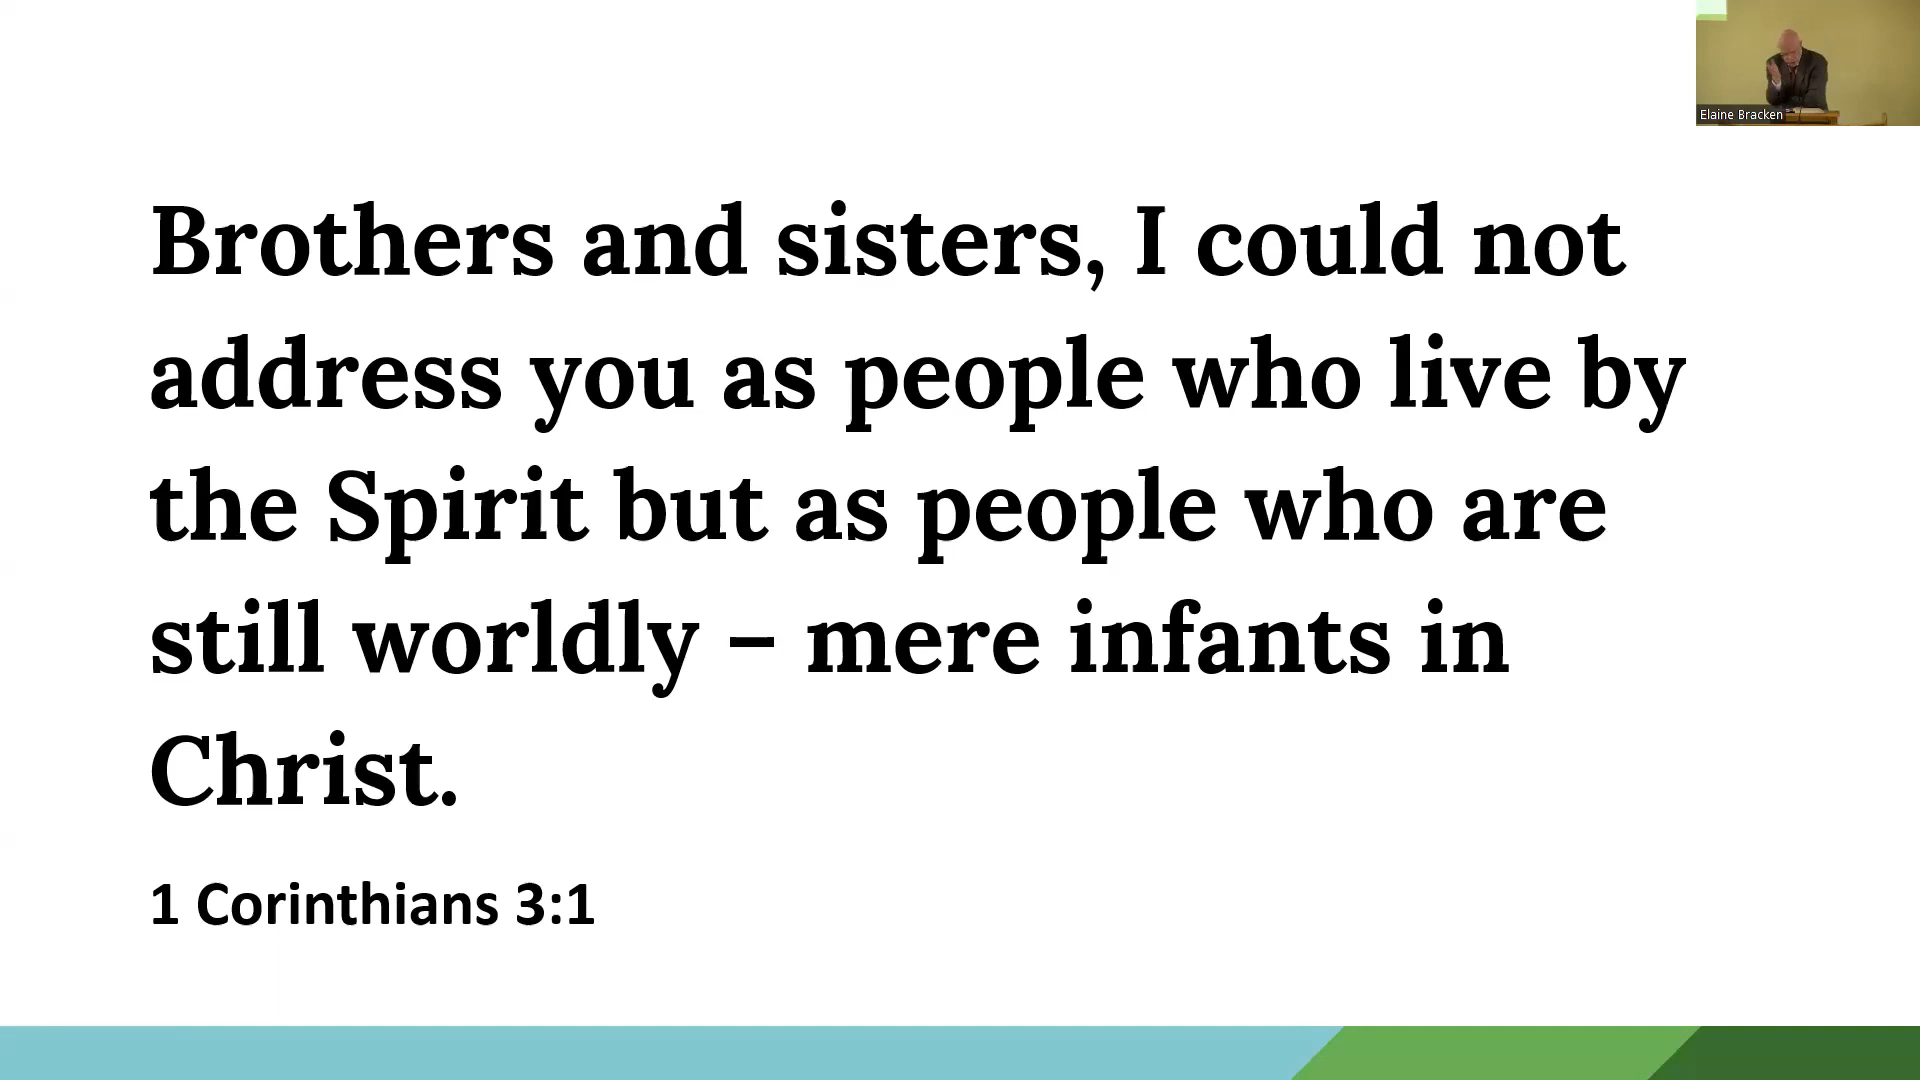 Elaine Bracken
Brothers and sisters, I could not
address you as people who live by
the Spirit but as people who are
still worldly – mere infants in
Christ.
1 Corinthians 3:1